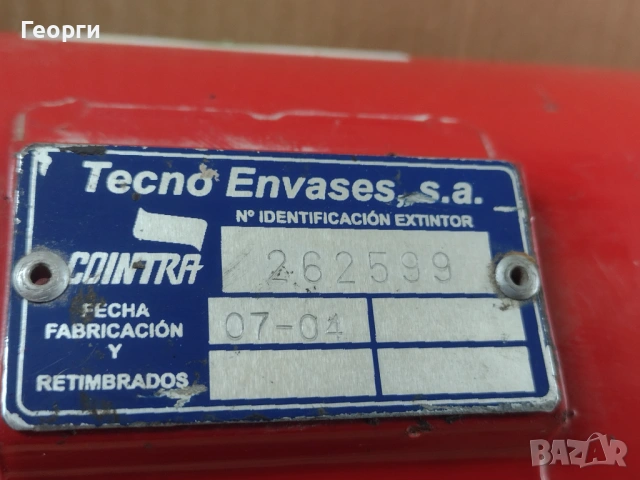 Георги
Tecno Envases, s.a.
Nº IDENTIFICACIÓN EXTINTOR
COINTRA
262599
FECHA
FABRICACIÓN
Y
RETIMBRADOS
07-04
BAZAR